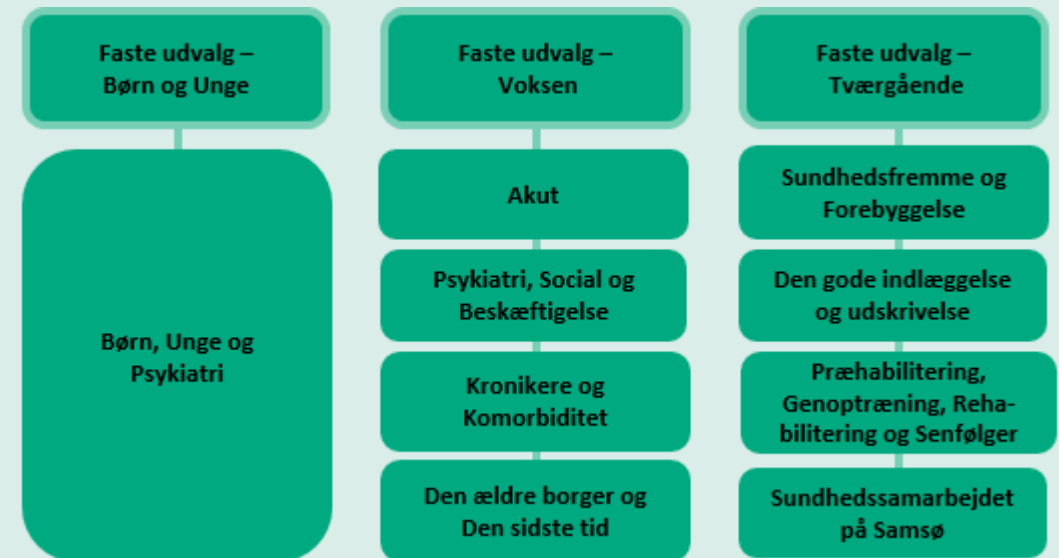 Faste udvalg –
Børn og Unge
Børn, Unge og
Psykiatri
Faste udvalg –
Voksen
Akut
Psykiatri, Social og
Beskæftigelse
Kronikere og
Komorbiditet
Den ældre borger og
Den sidste tid
Faste udvalg –
Tværgående
Sundhedsfremme og
Forebyggelse
Den gode indlæggelse
og udskrivelse
Præhabilitering,
Genoptræning, Reha-
bilitering og Senfølger
Sundhedssamarbejdet
på Samsø